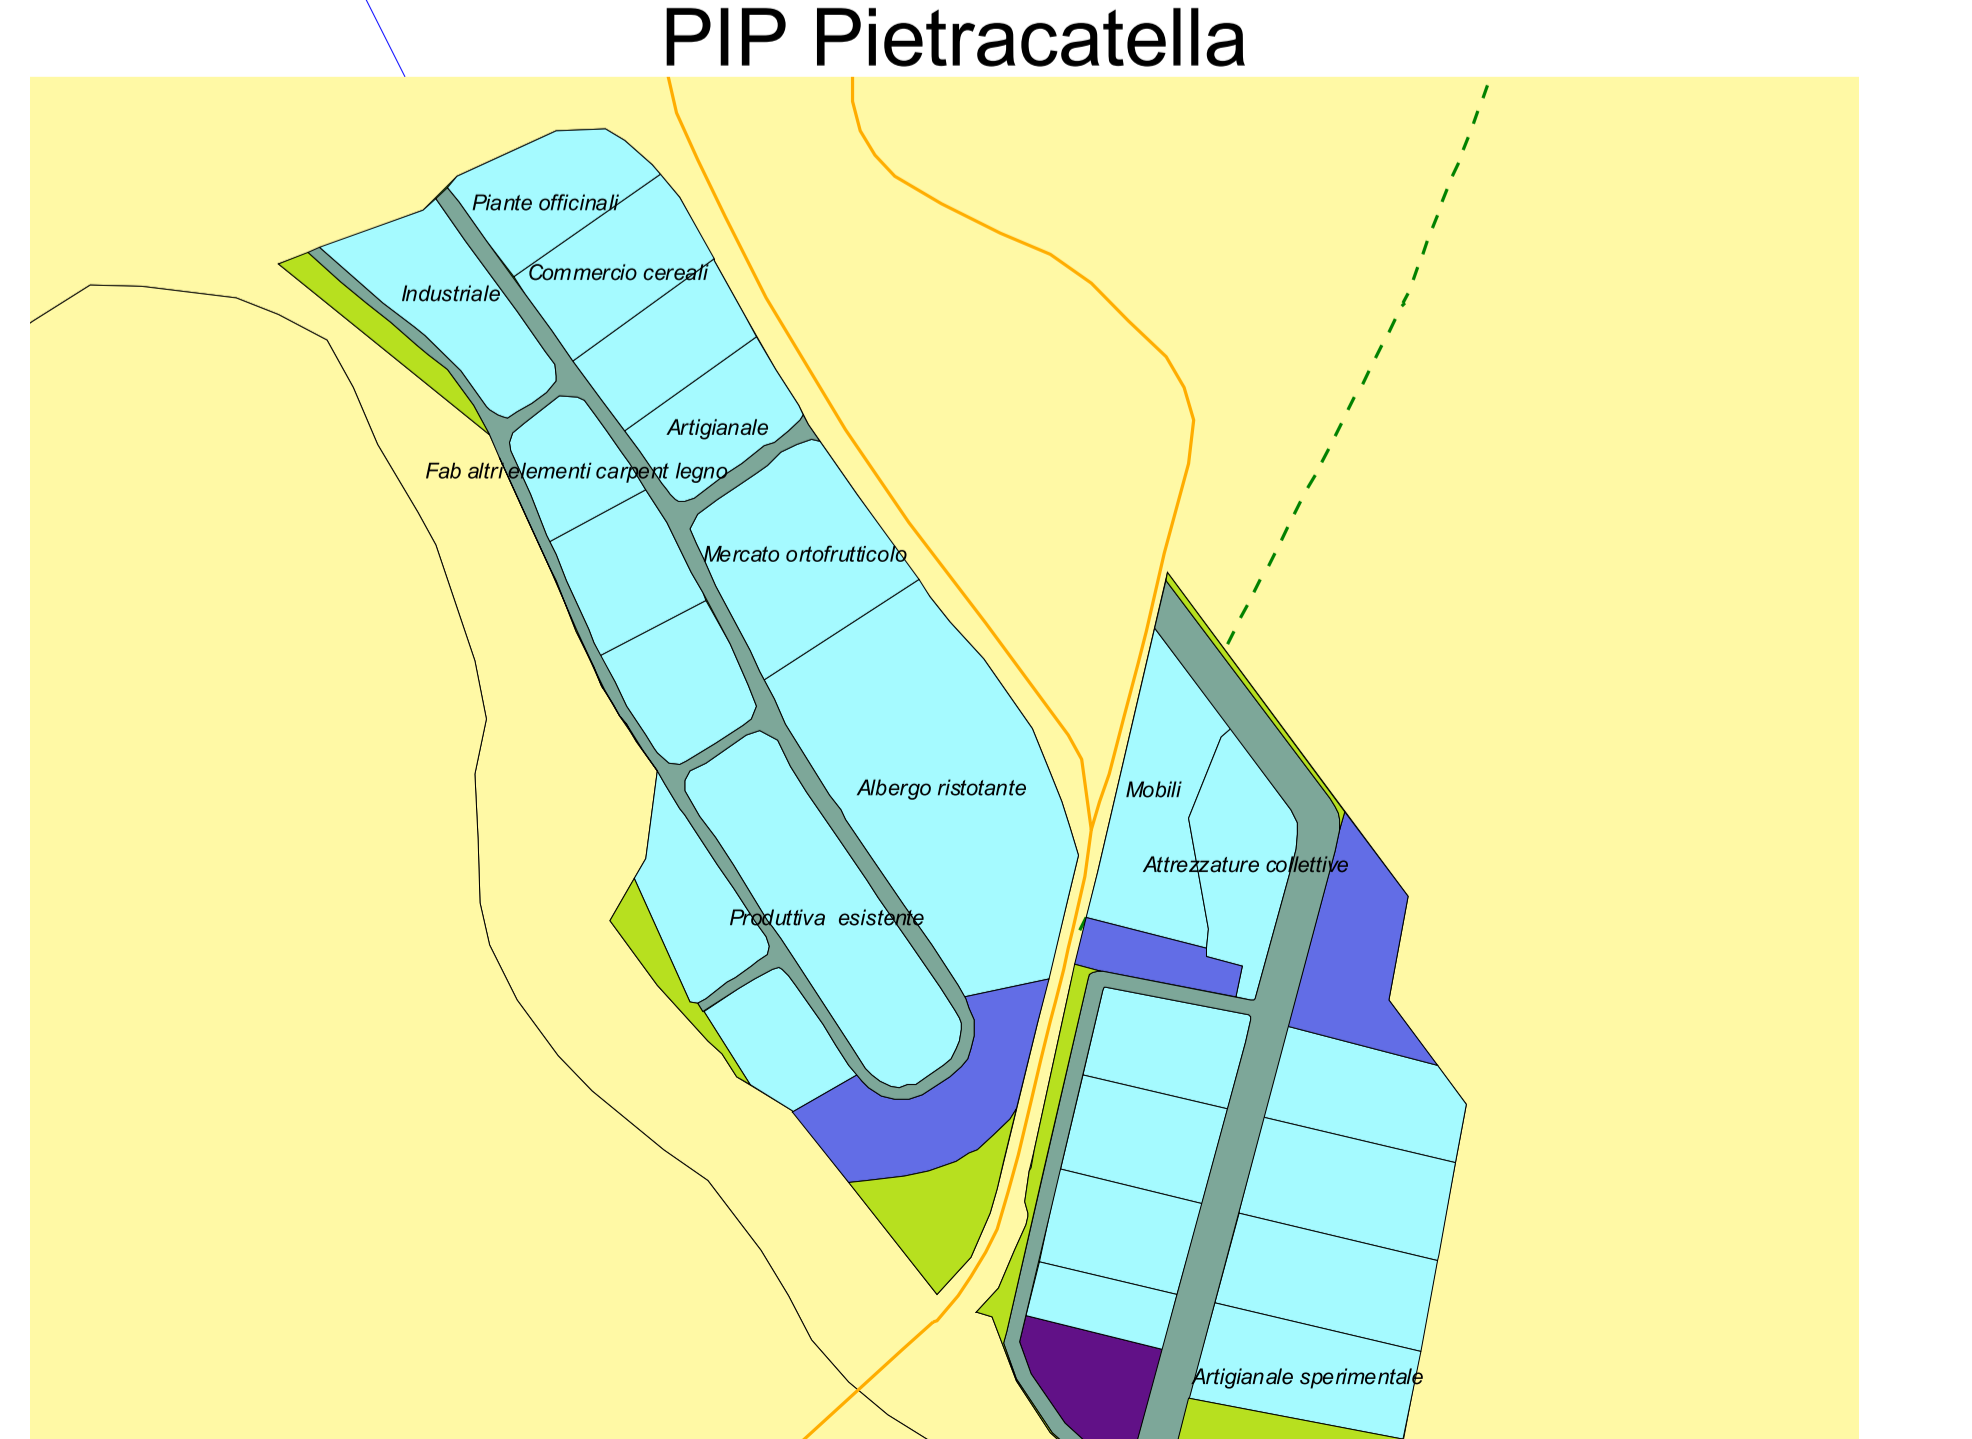 PIP Pietracatella
Piante officinali
Commercio cereali
Industriale
Artigianale
Fab altri elementi carpent legno
Mercato ortofrutticolo
Albergo ristotante
Mobili
Attrezzature collettive
Produttiva esistente
Artigianale sperimentale